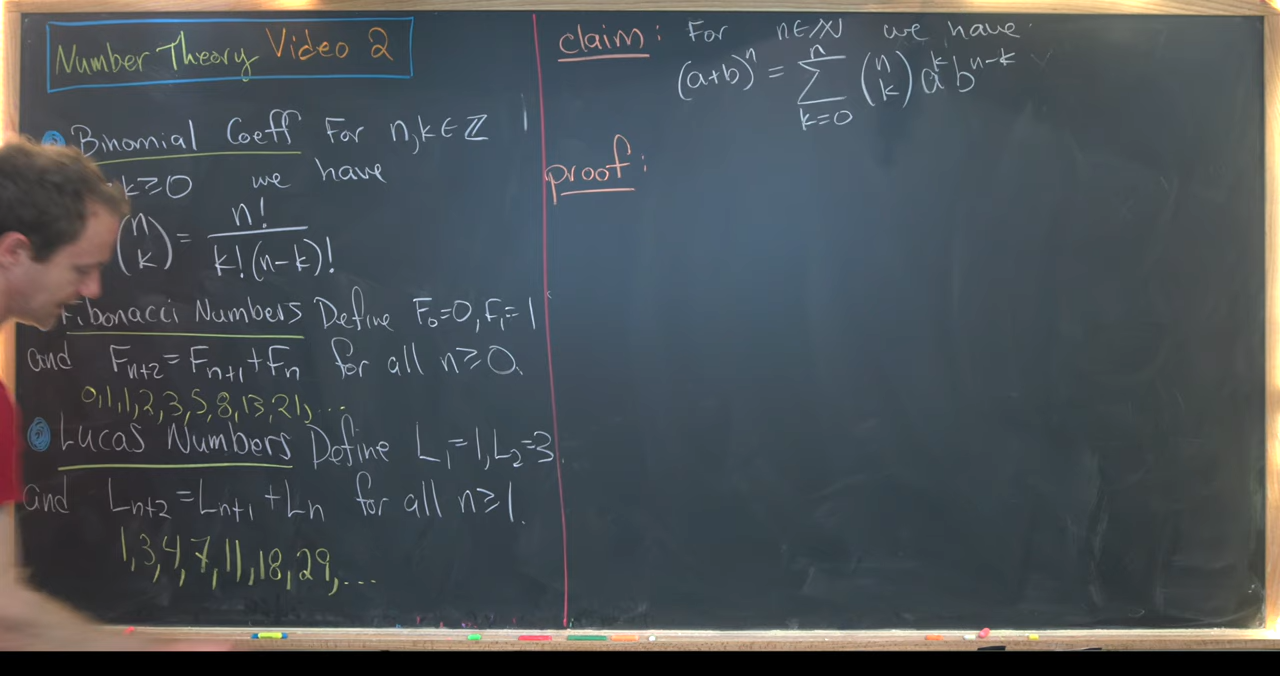 Number Theory Video 2
Binomial Coeff For n,k ∈ ℤ
k≥0 we have
(n k) = n! / k!(n-k)!
Fibonacci Numbers Define F₀=0, F₁=1
and Fₙ₊₂=Fₙ₊₁+Fₙ for all n≥0.
0,1,1,2,3,5,8,13,21,...
Lucas Numbers Define L₁=1, L₂=3
and Lₙ₊₂=Lₙ₊₁+Lₙ for all n≥1.
1,3,4,7,11,18,29,...
claim: For n∈ℕ we have
(a+b)ⁿ = ∑_{k=0}^{n} (n k) aᵏ bⁿ⁻ᵏ
proof: